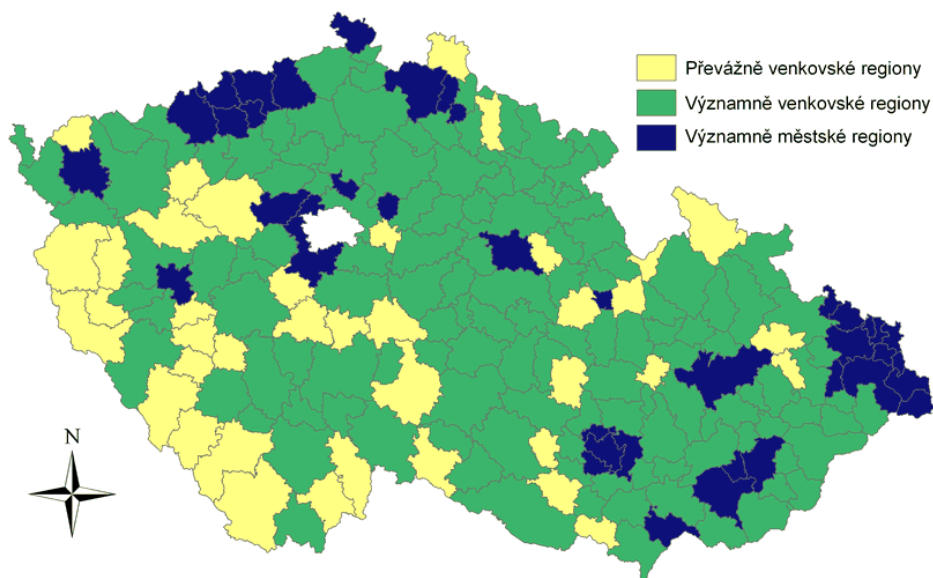 Převážně venkovské regiony
Významně venkovské regiony
Významně městské regiony
N